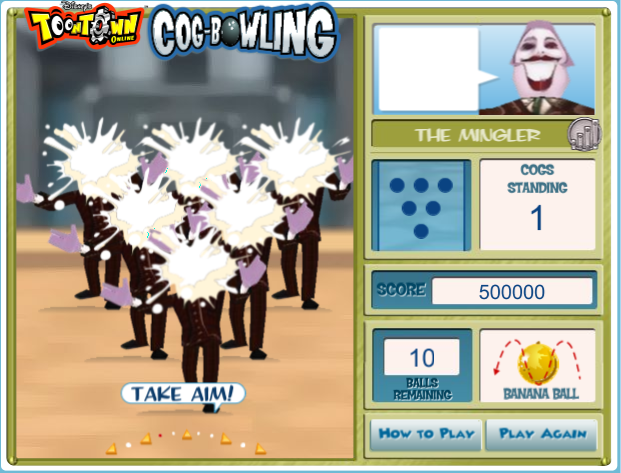 Disney's
TOONTOWN
ONLINE
COG-BOWLING
THE MINGLER
COGS
STANDING
1
SCORE
500000
10
BALLS
REMAINING
BANANA BALL
TAKE AIM!
HOW TO PLAY
PLAY AGAIN